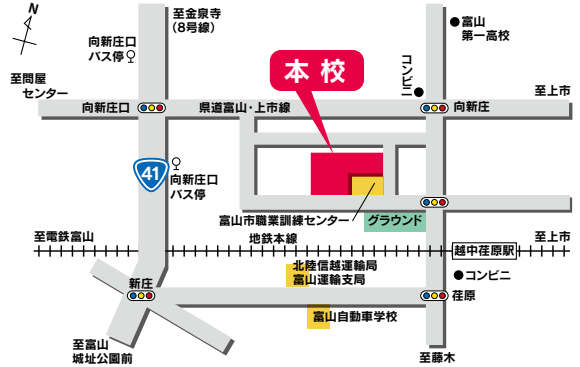 N
至金泉寺
（8号線）
向新庄口
バス停
富山
第一高校
コンビニ
至問屋
センター
本校
至上市
向新庄口
県道富山・上市線
向新庄
41
向新庄口
バス停
富山市職業訓練センター
グラウンド
至電鉄富山
地鉄本線
越中荏原駅
至上市
北陸信越運輸局
富山運輸支局
コンビニ
新庄
荏原
富山自動車学校
至富山
城址公園前
至藤木